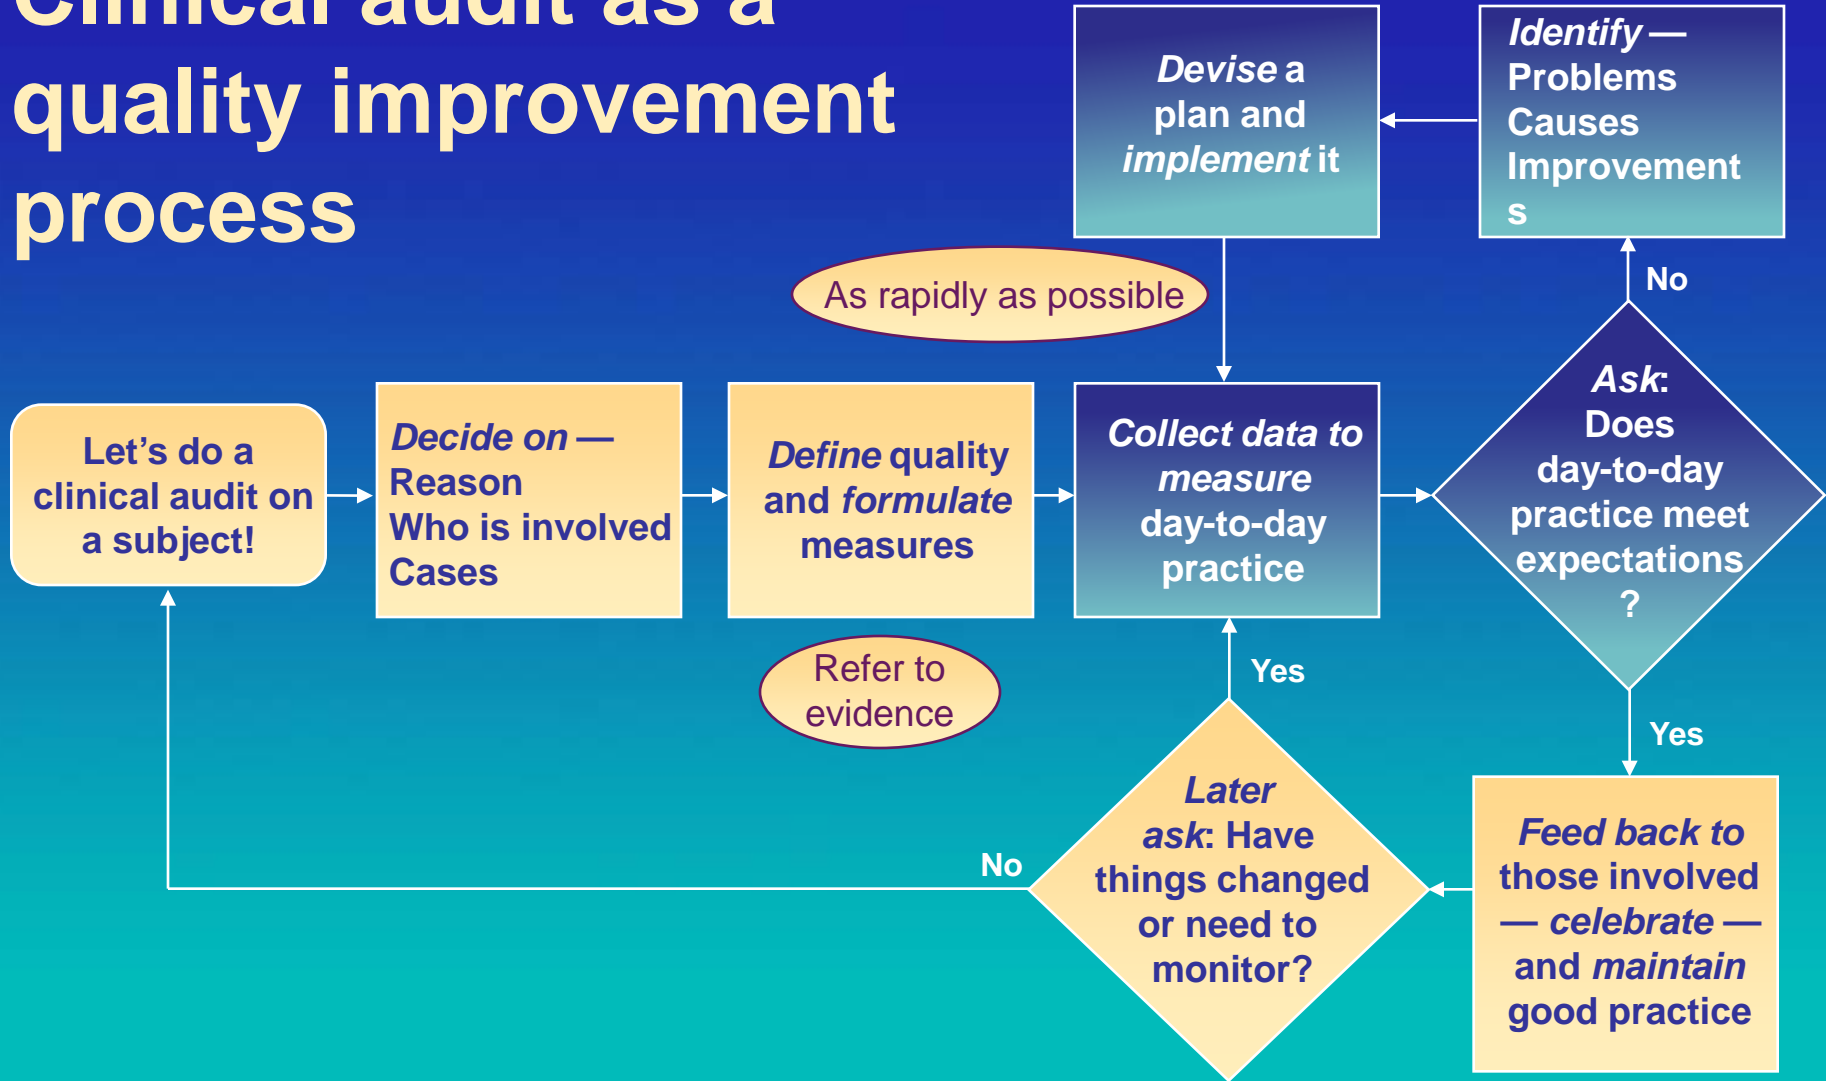 Clinical audit as a
quality improvement
process
Devise a
plan and
implement it
Identify —
Problems
Causes
Improvement
s
As rapidly as possible
No
Let’s do a
clinical audit on
a subject!
Decide on —
Reason
Who is involved
Cases
Define quality
and formulate
measures
Collect data to
measure
day-to-day
practice
Ask:
Does
day-to-day
practice meet
expectations
?
Refer to
evidence
Yes
Yes
No
Later
ask: Have
things changed
or need to
monitor?
Feed back to
those involved
— celebrate —
and maintain
good practice